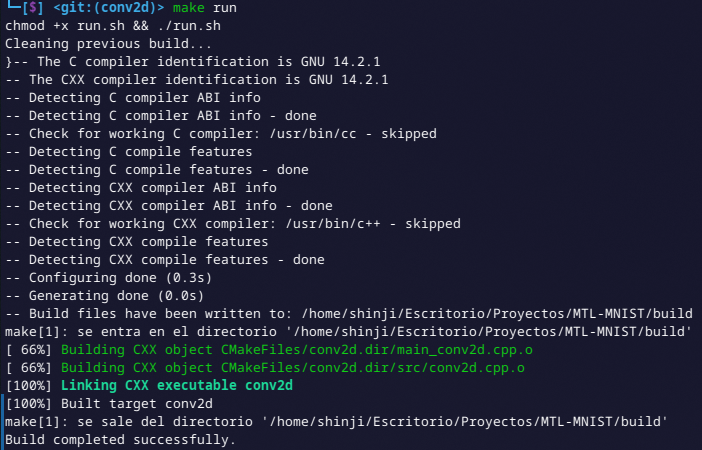 └─[$] <git:(conv2d)> make run
chmod +x run.sh && ./run.sh
Cleaning previous build...
}-- The C compiler identification is GNU 14.2.1
-- The CXX compiler identification is GNU 14.2.1
-- Detecting C compiler ABI info
-- Detecting C compiler ABI info - done
-- Check for working C compiler: /usr/bin/cc - skipped
-- Detecting C compile features
-- Detecting C compile features - done
-- Detecting CXX compiler ABI info
-- Detecting CXX compiler ABI info - done
-- Check for working CXX compiler: /usr/bin/c++ - skipped
-- Detecting CXX compile features
-- Detecting CXX compile features - done
-- Configuring done (0.3s)
-- Generating done (0.0s)
-- Build files have been written to: /home/shinji/Escritorio/Proyectos/MTL-MNIST/build
make[1]: se entra en el directorio '/home/shinji/Escritorio/Proyectos/MTL-MNIST/build'
[ 66%] Building CXX object CMakeFiles/conv2d.dir/main_conv2d.cpp.o
[ 66%] Building CXX object CMakeFiles/conv2d.dir/src/conv2d.cpp.o
[100%] Linking CXX executable conv2d
[100%] Built target conv2d
make[1]: se sale del directorio '/home/shinji/Escritorio/Proyectos/MTL-MNIST/build'
Build completed successfully.